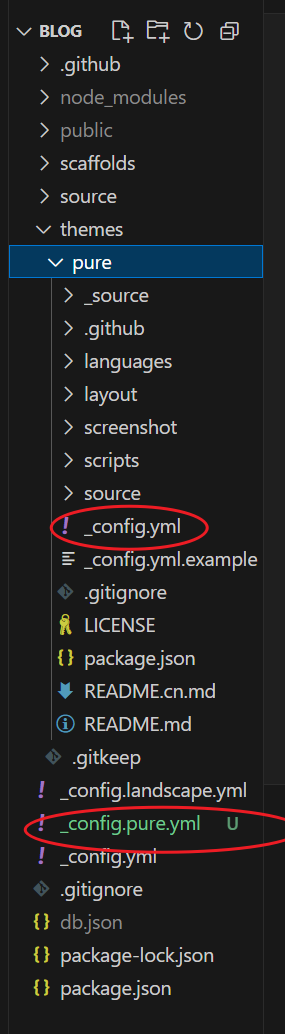 BLOG
.github
node_modules
public
scaffolds
source
themes
pure
_source
.github
languages
layout
screenshot
scripts
source
! _config.yml
_config.yml.example
.gitignore
LICENSE
{} package.json
README.cn.md
README.md
.gitkeep
! _config.landscape.yml
! _config.pure.yml U
! _config.yml
.gitignore
{} db.json
{} package-lock.json
{} package.json